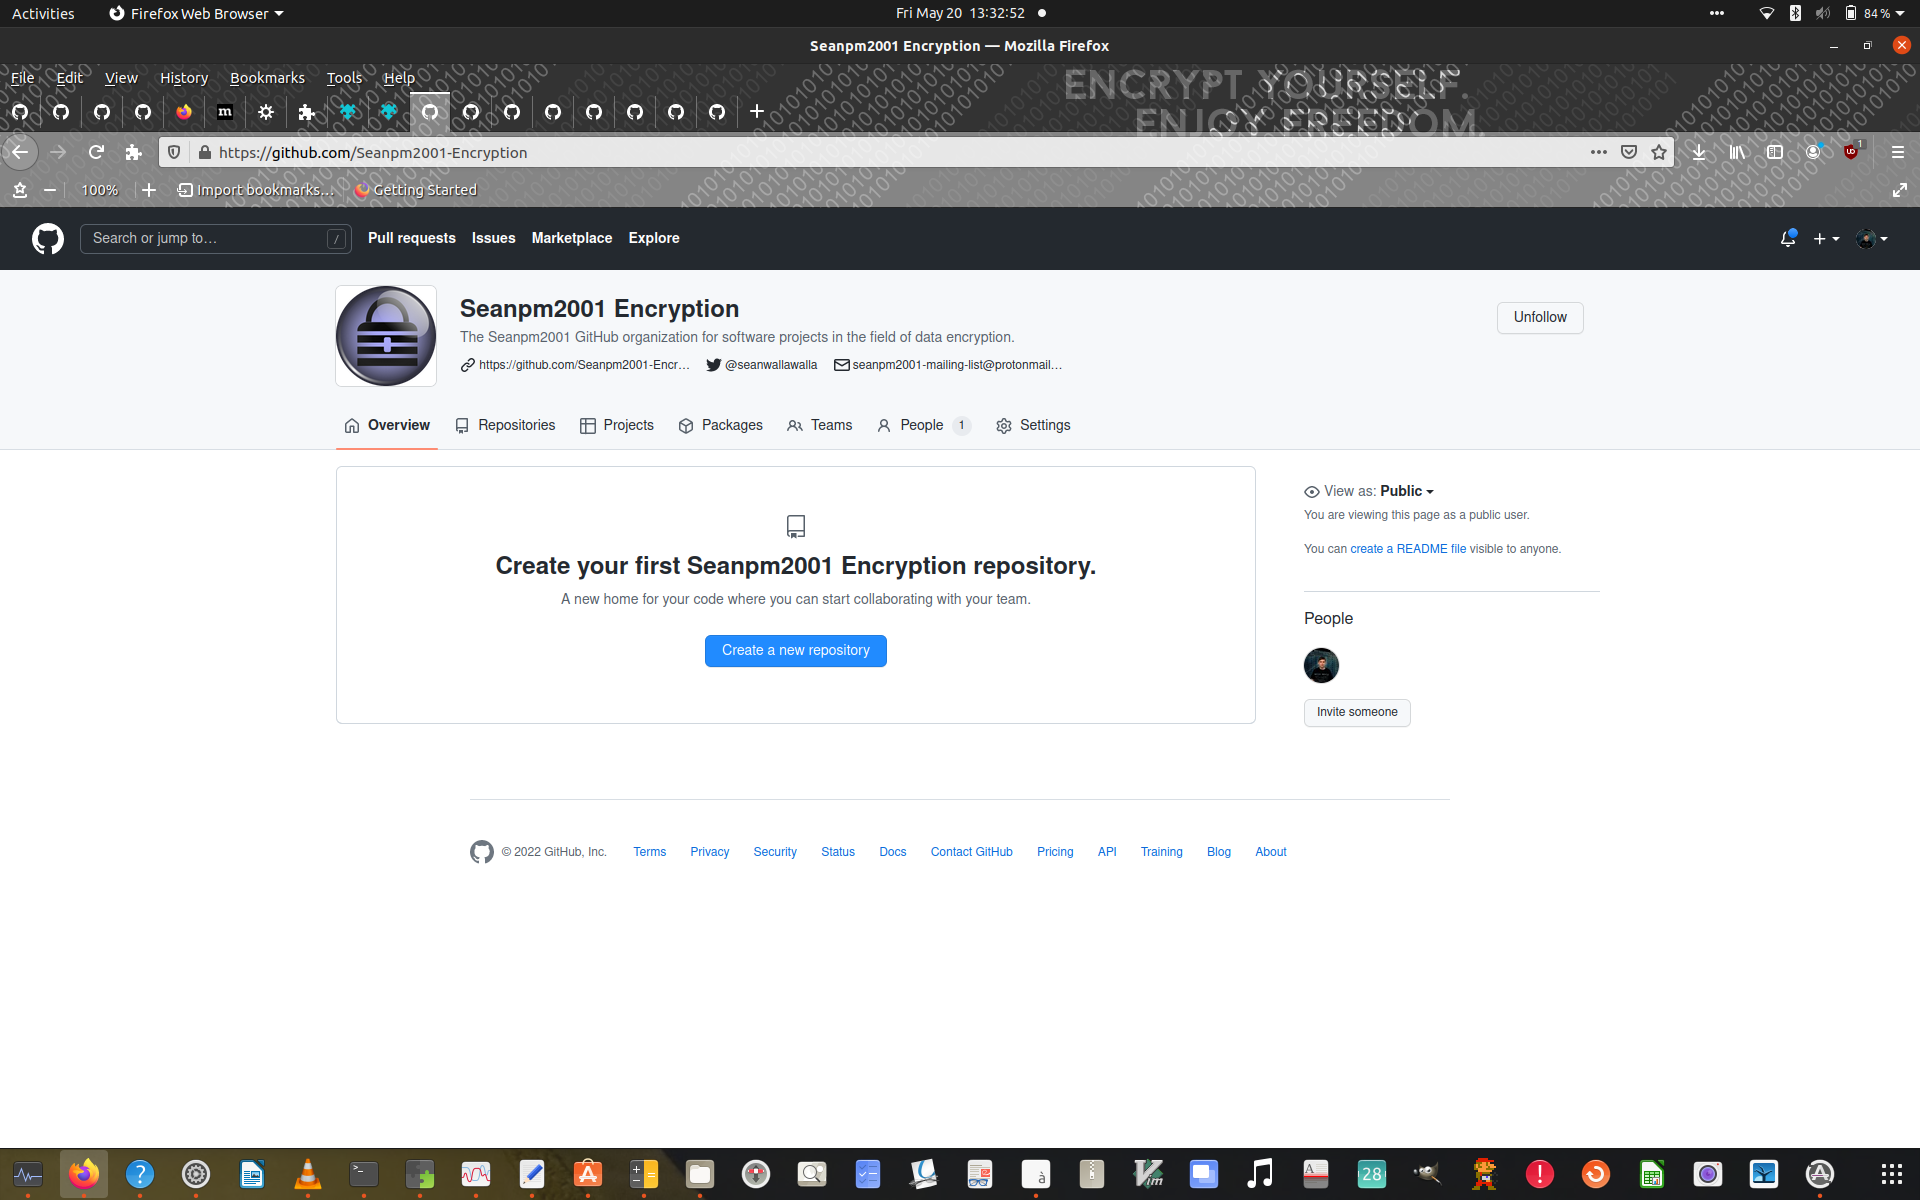 Activities Firefox Web Browser Fri May 20 13:32:52 84 %
Seanpm2001 Encryption — Mozilla Firefox
File Edit View History Bookmarks Tools Help
ENCRYPT YOURSELF.
ENJOY FREEDOM.
https://github.com/Seanpm2001-Encryption 1
100% Import bookmarks... Getting Started
Search or jump to... / Pull requests Issues Marketplace Explore
Seanpm2001 Encryption
The Seanpm2001 GitHub organization for software projects in the field of data encryption.
Unfollow
https://github.com/Seanpm2001-Encr... @seanwallawalla seanpm2001-mailing-list@protonmail...
Overview Repositories Projects Packages Teams People 1 Settings
View as: Public
You are viewing this page as a public user.
You can create a README file visible to anyone.
Create your first Seanpm2001 Encryption repository.
A new home for your code where you can start collaborating with your team.
Create a new repository
People
Invite someone
© 2022 GitHub, Inc. Terms Privacy Security Status Docs Contact GitHub Pricing API Training Blog About
28